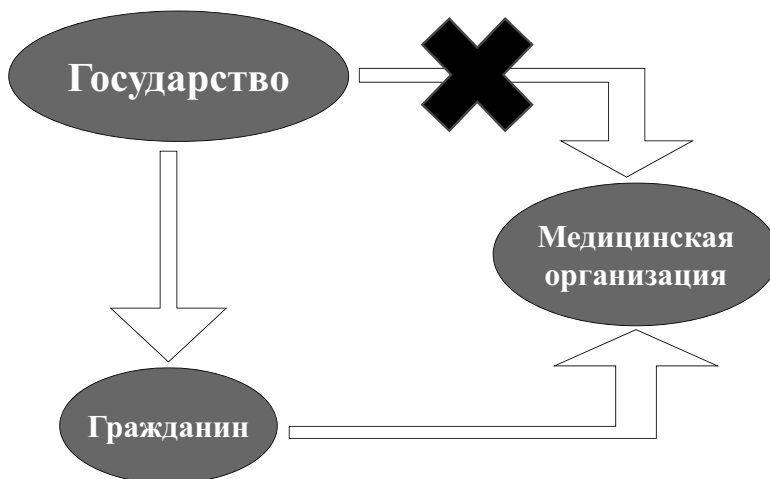 Государство
Медицинская
организация
Гражданин